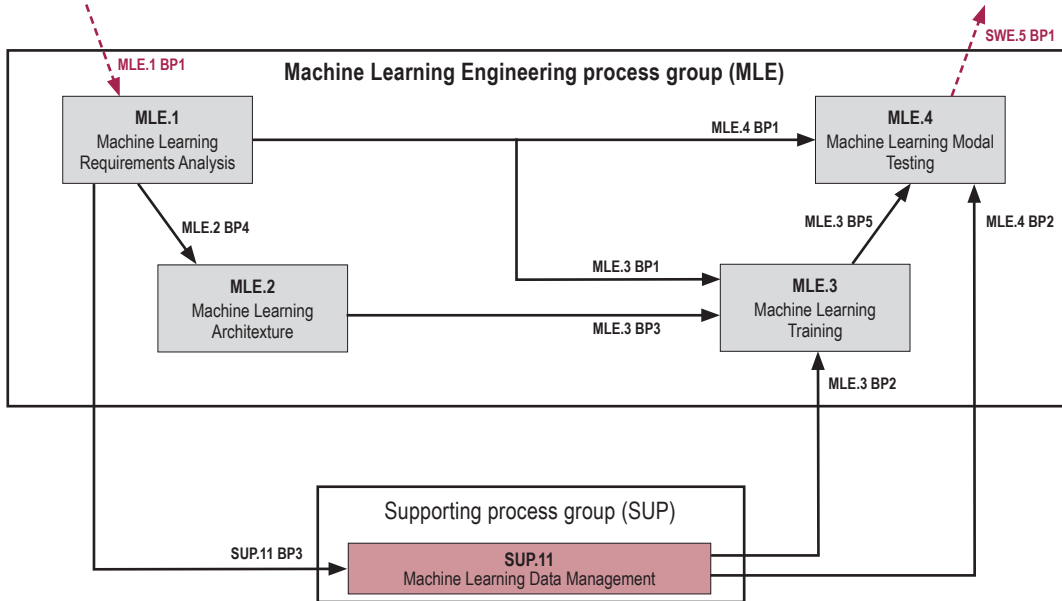 SWE.5 BP1
MLE.1 BP1
Machine Learning Engineering process group (MLE)
MLE.1
Machine Learning
Requirements Analysis
MLE.4 BP1
MLE.4
Machine Learning Modal
Testing
MLE.2 BP4
MLE.3 BP5
MLE.4 BP2
MLE.2
Machine Learning
Architexture
MLE.3 BP1
MLE.3 BP3
MLE.3
Machine Learning
Training
MLE.3 BP2
Supporting process group (SUP)
SUP.11 BP3
SUP.11
Machine Learning Data Management